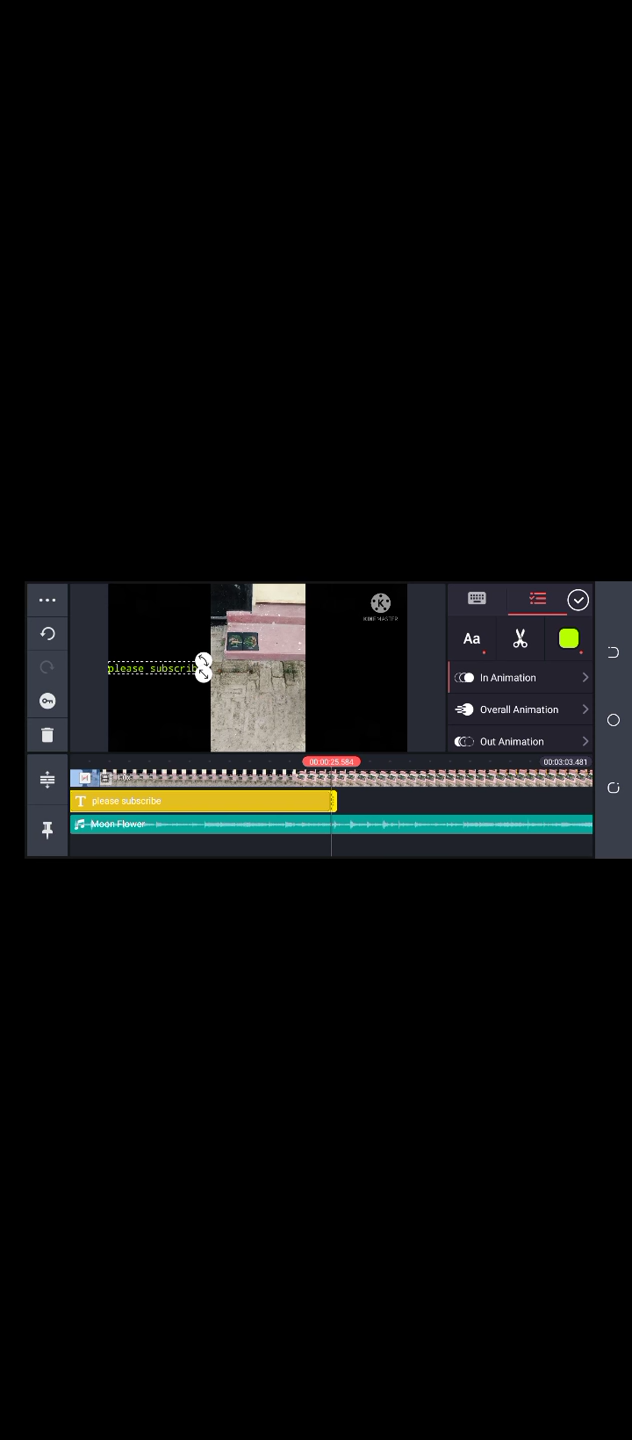 please subscrib
KINEMASTER
Aa
In Animation
Overall Animation
Out Animation
00:00:25.584
00:03:03.481
T please subscribe
Moon Flower